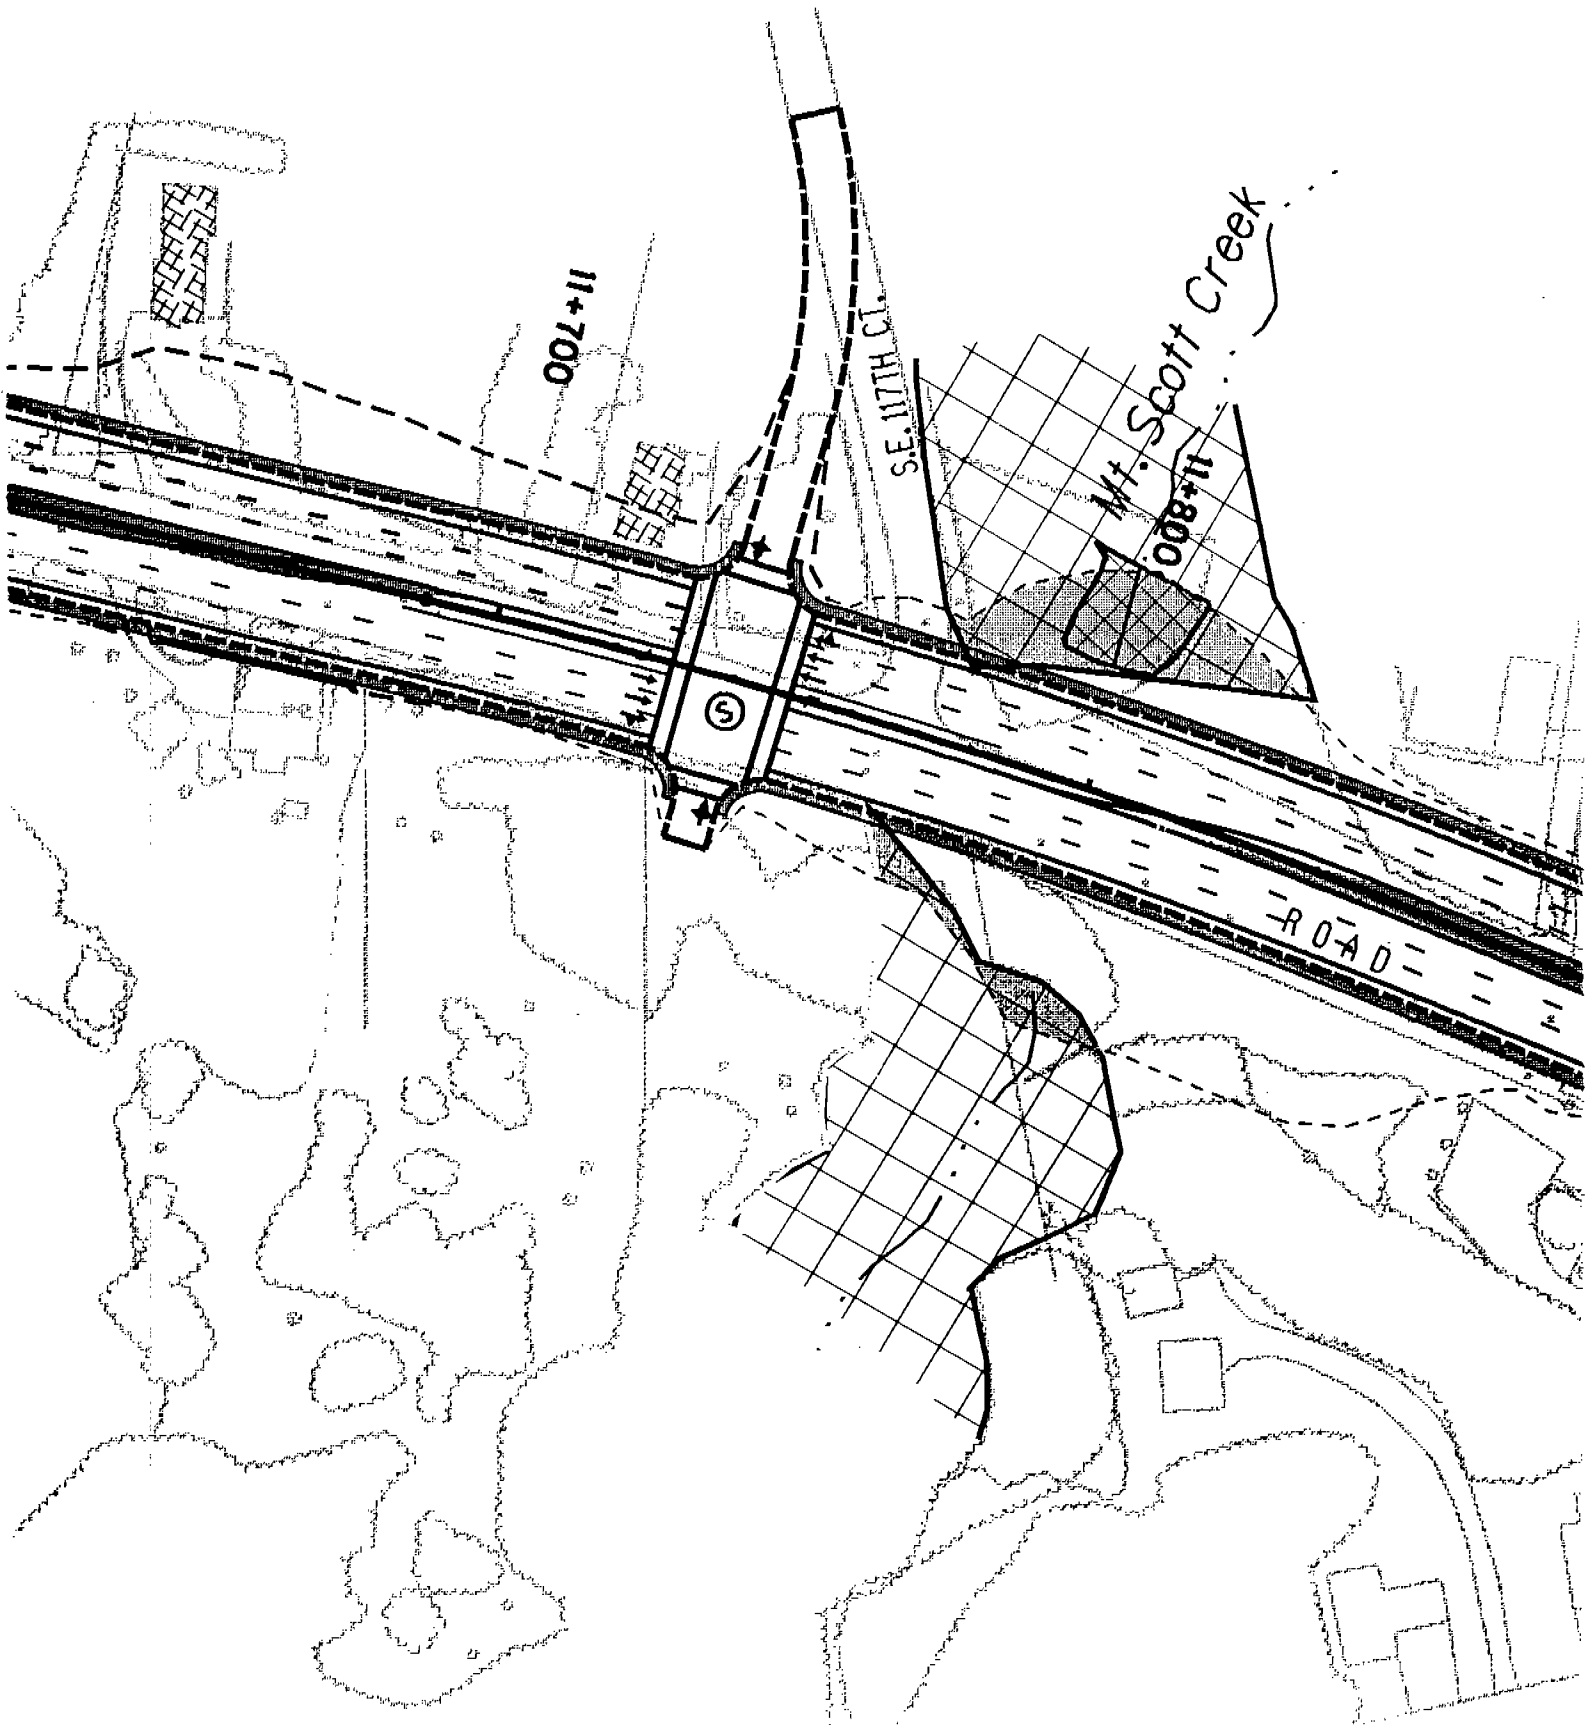 11+700
S.E. 117TH CT.
Mt. Scott Creek
11+800
S
ROAD